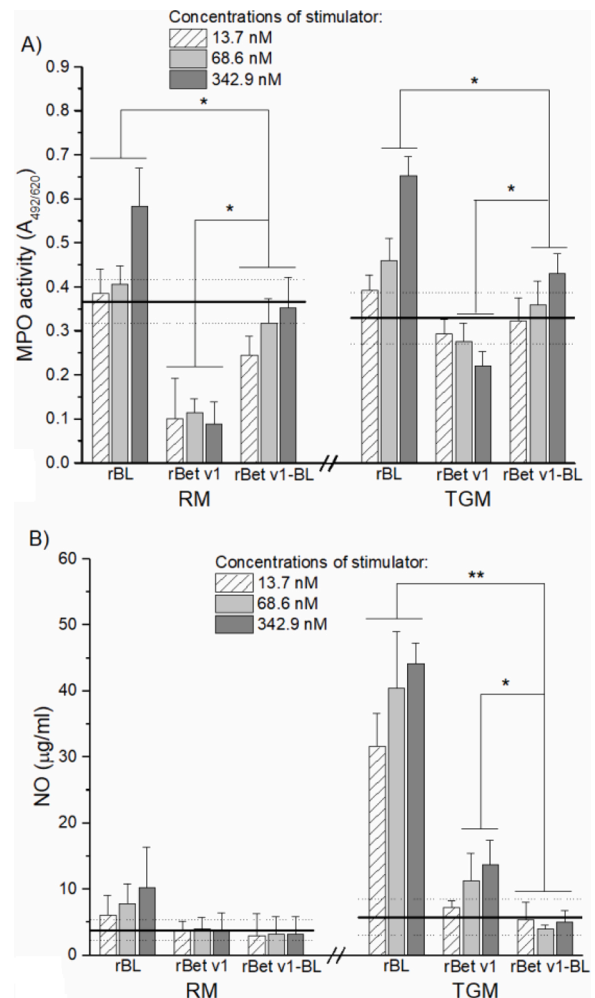 Concentrations of stimulator:
A)
13.7 nM
68.6 nM
342.9 nM
MPO activity (A492/620)
0.9
0.8
0.7
0.6
0.5
0.4
0.3
0.2
0.1
0.0
*
*
*
*
rBL rBet v1 rBet v1-BL // rBL rBet v1 rBet v1-BL
RM TGM
B)
Concentrations of stimulator:
13.7 nM
68.6 nM
342.9 nM
NO (μg/ml)
60
50
40
30
20
10
0
**
*
rBL rBet v1 rBet v1-BL // rBL rBet v1 rBet v1-BL
RM TGM